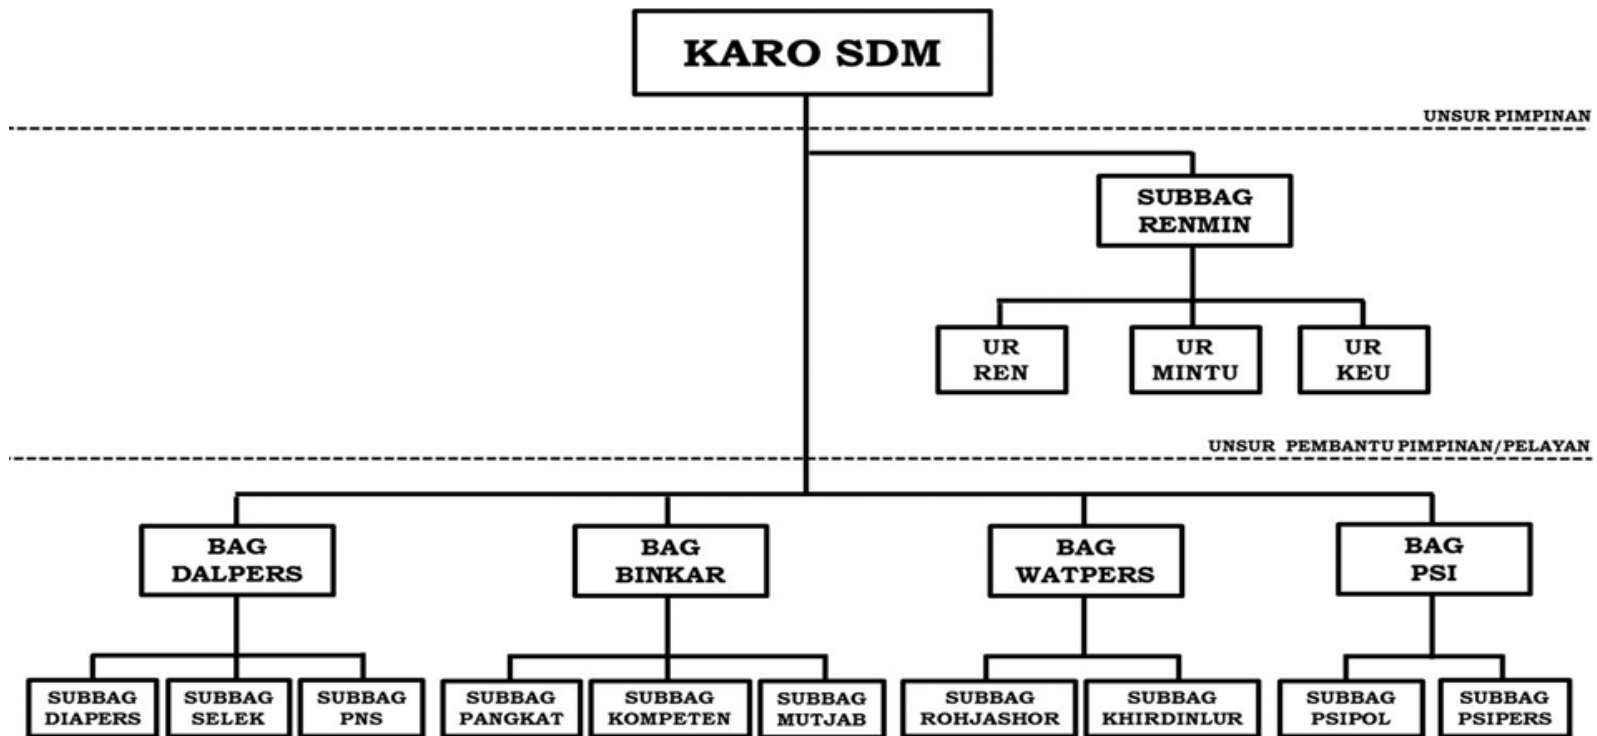 KARO SDM
UNSUR PIMPINAN
SUBBAG
RENMIN
UR
REN
UR
MINTU
UR
KEU
UNSUR PEMBANTU PIMPINAN/PELAYAN
BAG
DALPERS
BAG
BINKAR
BAG
WATPERS
BAG
PSI
SUBBAG
DIAPERS
SUBBAG
SELEK
SUBBAG
PNS
SUBBAG
PANGKAT
SUBBAG
KOMPETEN
SUBBAG
MUTJAB
SUBBAG
ROHJASHOR
SUBBAG
KHIRDINLUR
SUBBAG
PSIPOL
SUBBAG
PSIPERS